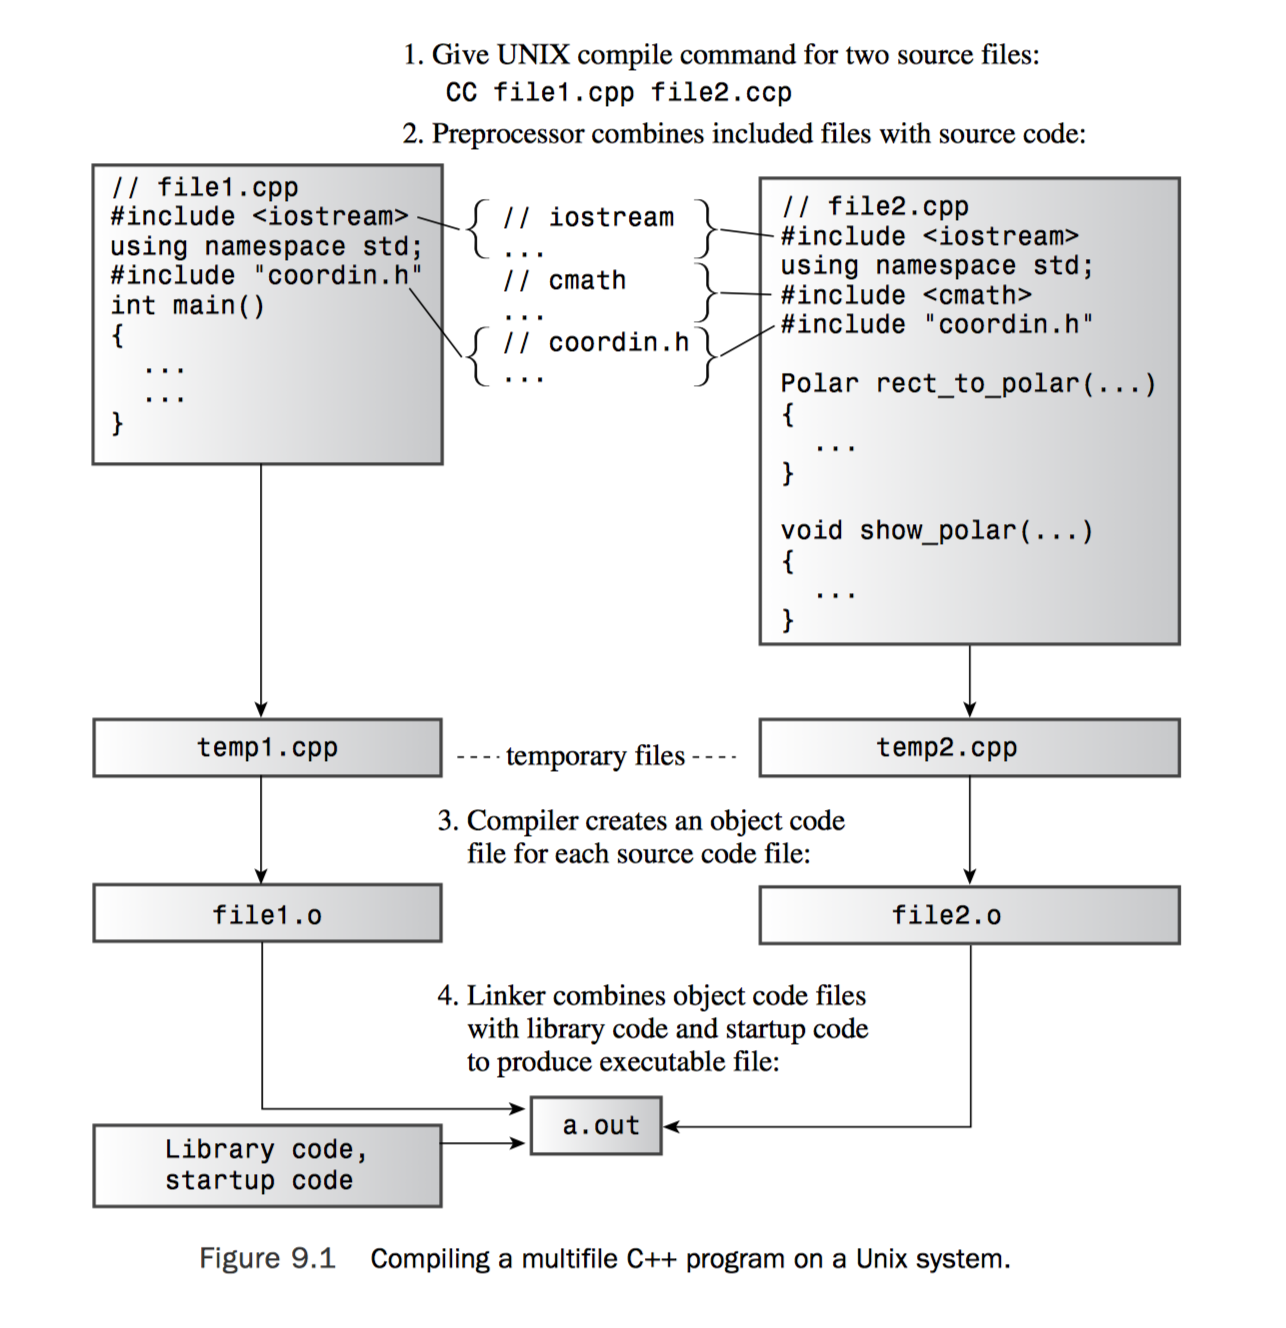 1. Give UNIX compile command for two source files:
CC file1.cpp file2.ccp
2. Preprocessor combines included files with source code:
// file1.cpp
#include <iostream>
using namespace std;
#include "coordin.h"
int main()
{
...
...
}
// iostream
...
// cmath
...
// coordin.h
...
// file2.cpp
#include <iostream>
using namespace std;
#include <cmath>
#include "coordin.h"
Polar rect_to_polar(...)
{
...
}
void show_polar(...)
{
...
}
temp1.cpp
temporary files
temp2.cpp
3. Compiler creates an object code
file for each source code file:
file1.o
file2.o
4. Linker combines object code files
with library code and startup code
to produce executable file:
a.out
Library code,
startup code
Figure 9.1 Compiling a multifile C++ program on a Unix system.